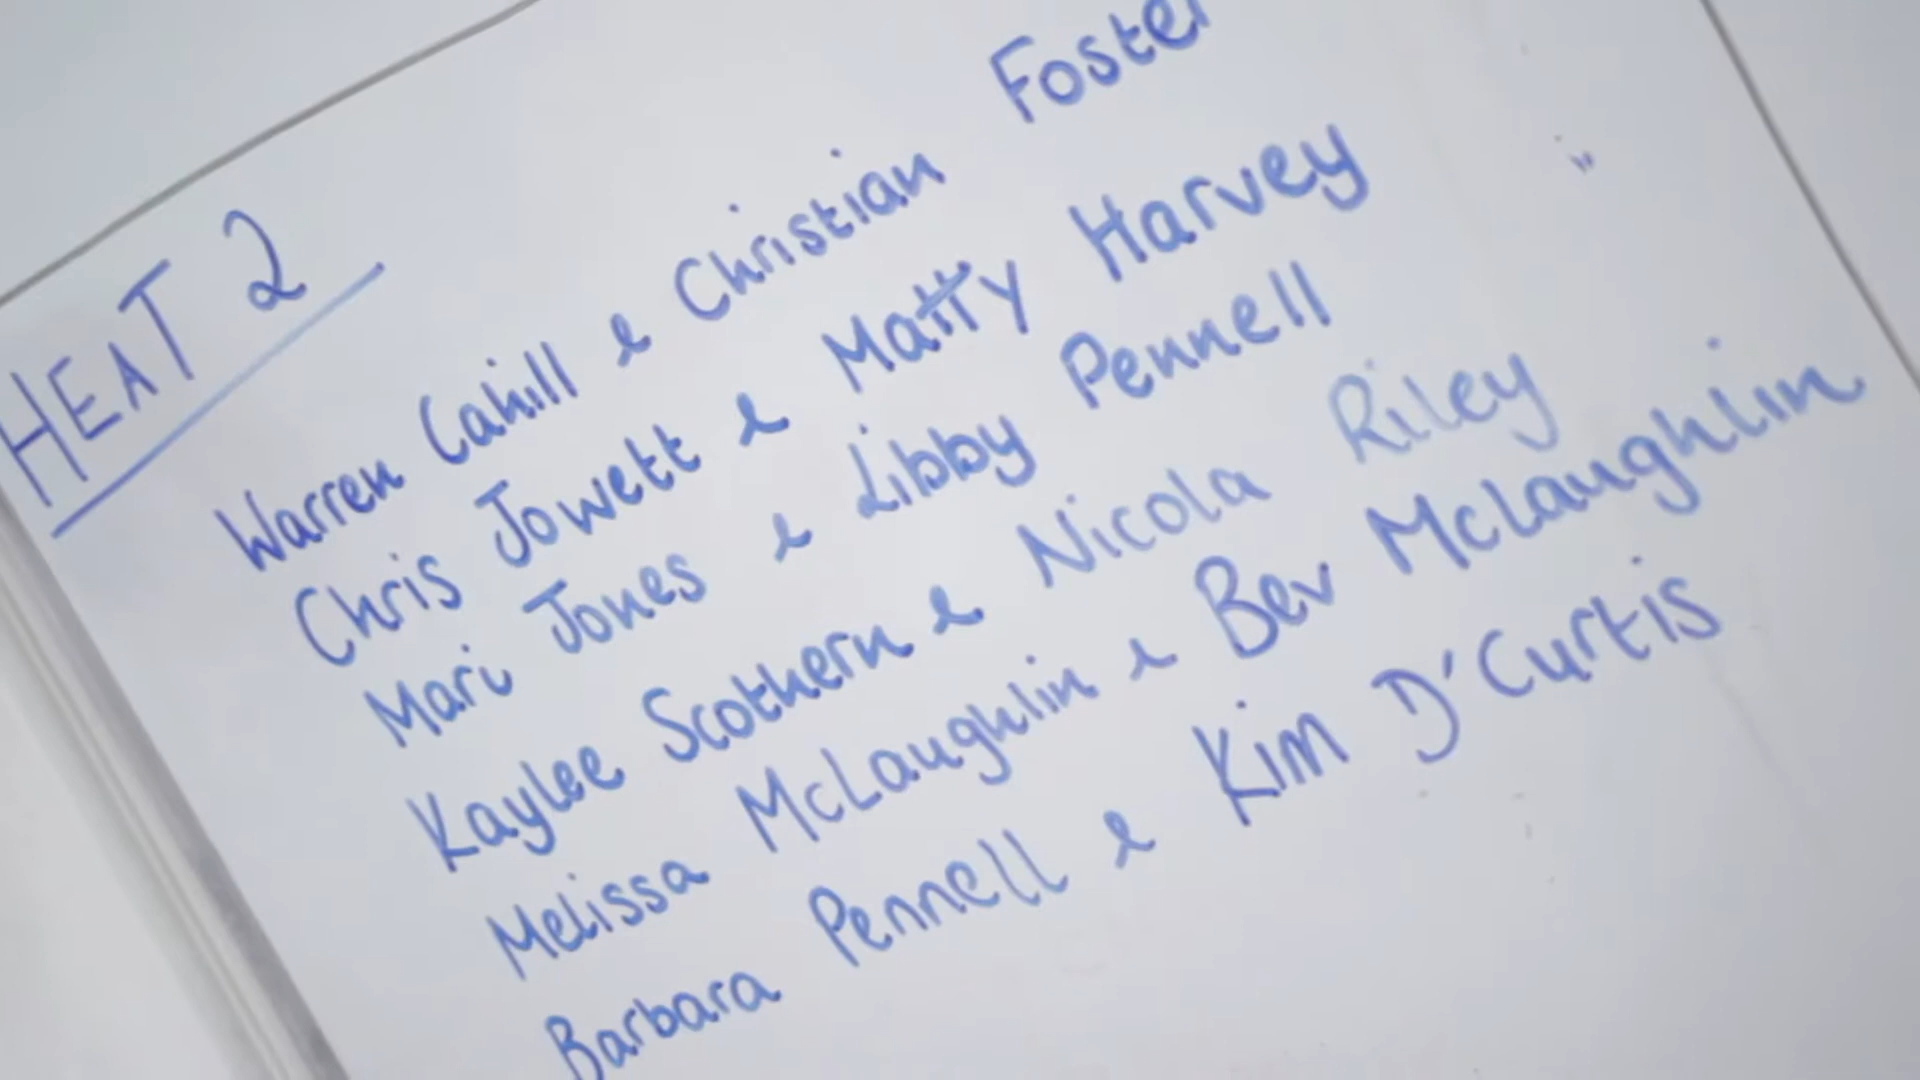 HEAT 2
Warren Cahill & Christian Foster
Chris Jowett & Matty Harvey
Mari Jones & Libby Pennell
Kaylee Scothern & Nicola Riley
Melissa McLaughlin & Bev McLaughlin
Barbara Pennell & Kim D'Curtis